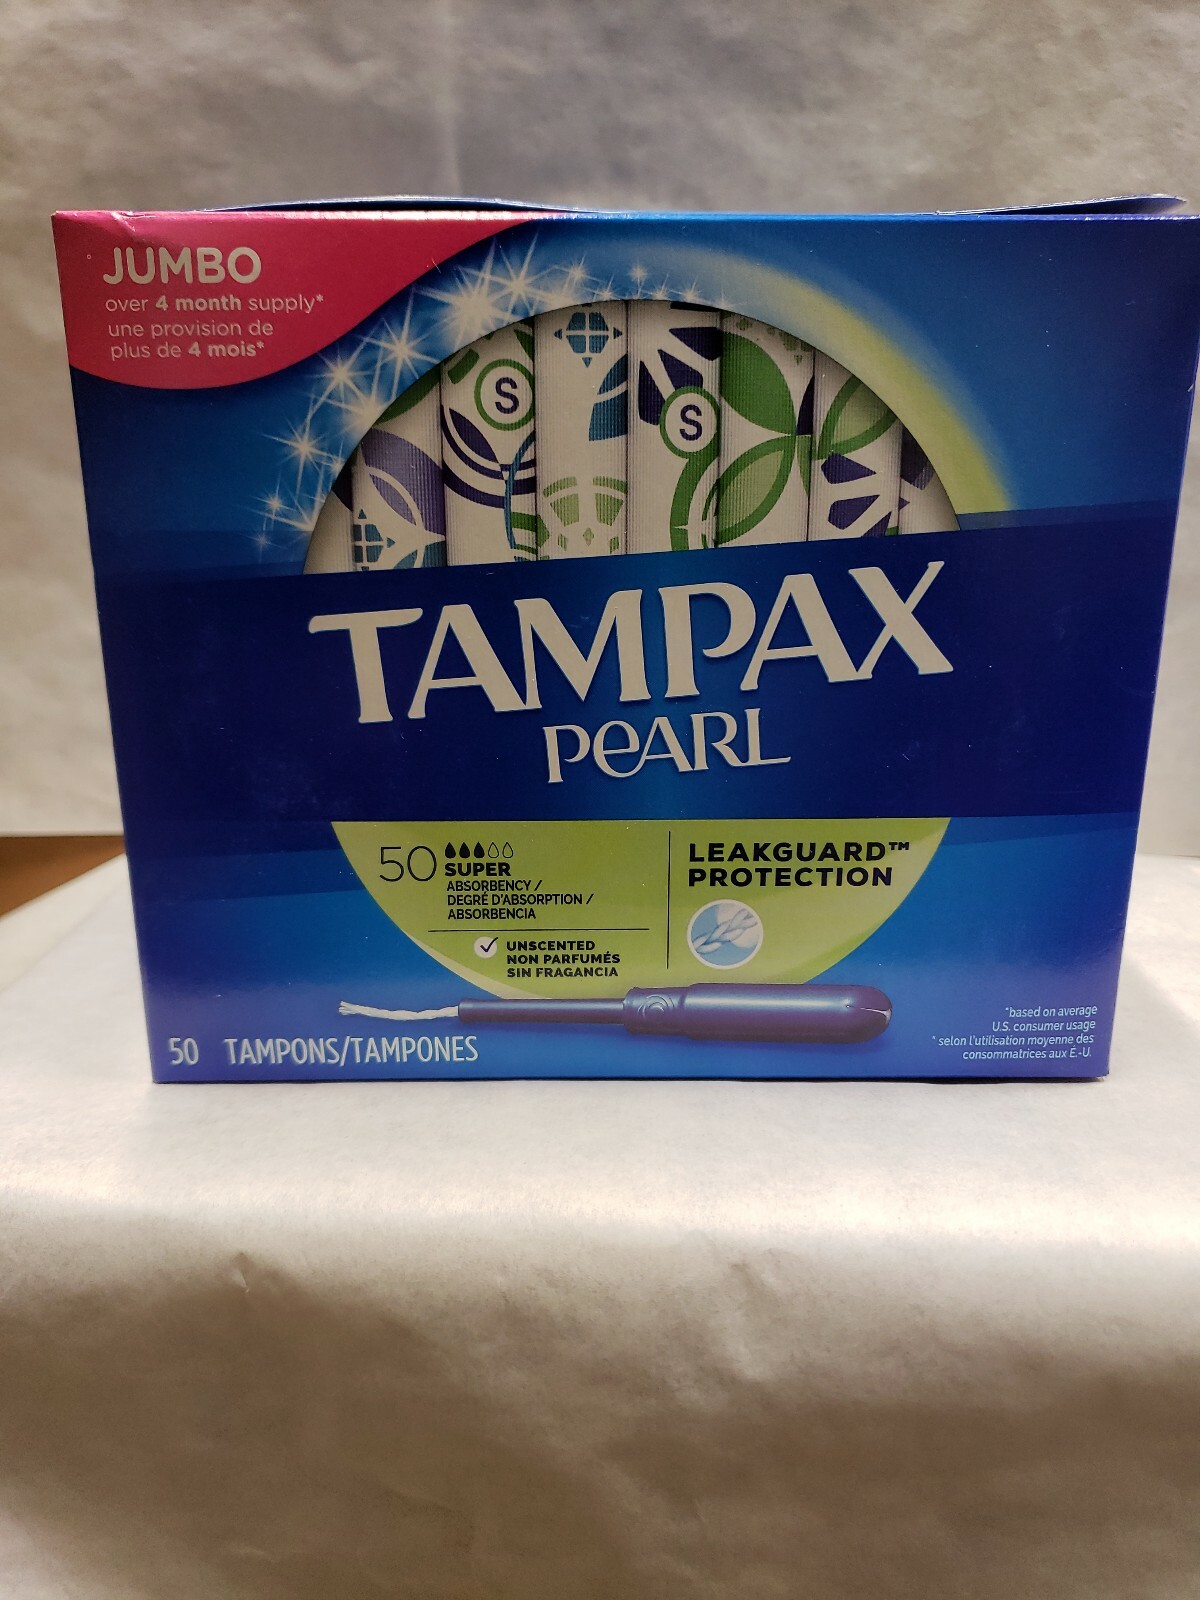 JUMBO
over 4 month supply*
une provision de
plus de 4 mois*
S
S
TAMPAX
PEARL
50
SUPER
ABSORBENCY /
DEGRÉ D'ABSORPTION /
ABSORBENCIA
UNSCENTED
NON PARFUMÉS
SIN FRAGANCIA
LEAKGUARD™
PROTECTION
50 TAMPONS/TAMPONES
*based on average
U.S. consumer usage
* selon l'utilisation moyenne des
consommatrices aux É.-U.